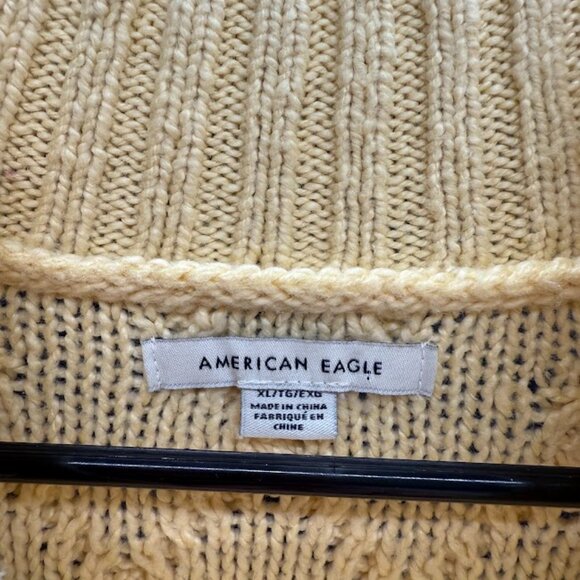 AMERICAN EAGLE
XL/TG/EXG
MADE IN CHINA
FABRIQUÉ EN
CHINE